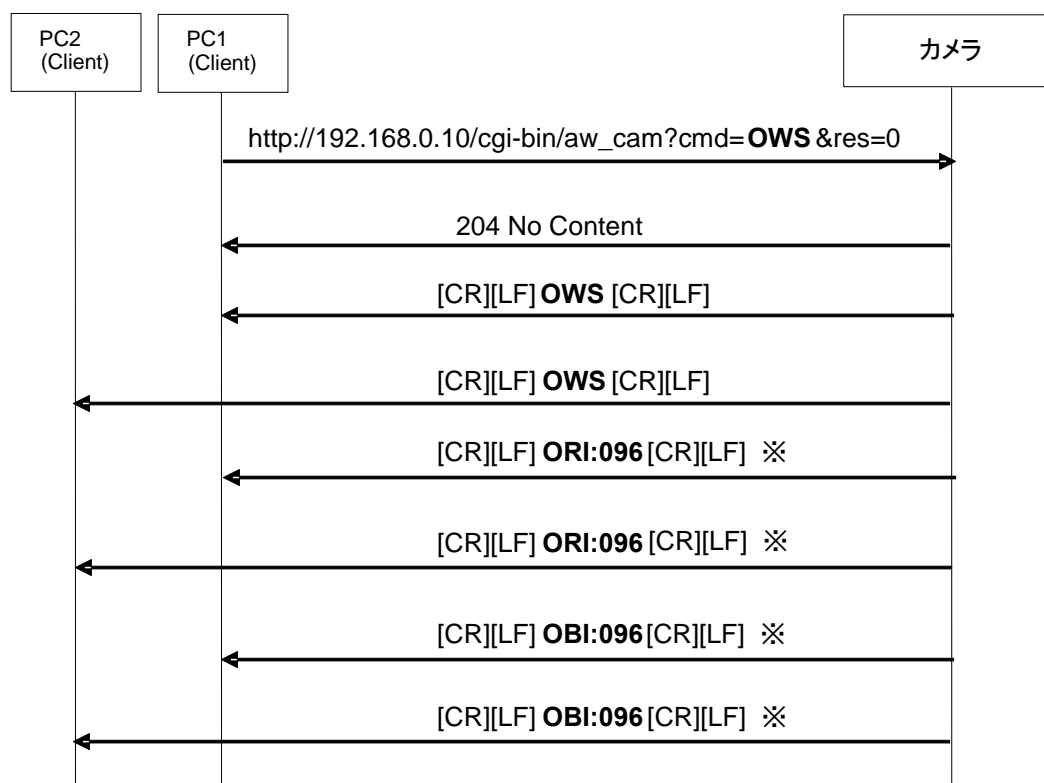 PC2
(Client)
PC1
(Client)
カメラ
http://192.168.0.10/cgi-bin/aw_cam?cmd=OWS &res=0
204 No Content
[CR][LF] OWS [CR][LF]
[CR][LF] OWS [CR][LF]
[CR][LF] ORI:096 [CR][LF] ※
[CR][LF] ORI:096 [CR][LF] ※
[CR][LF] OBI:096 [CR][LF] ※
[CR][LF] OBI:096 [CR][LF] ※